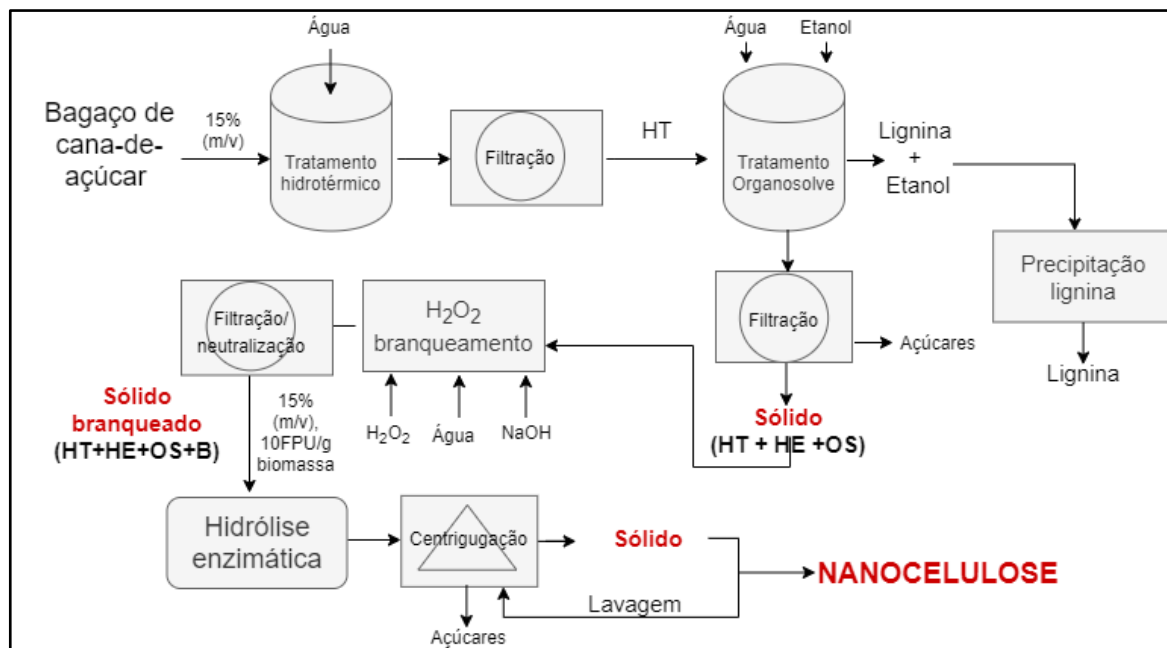 Água
Água
Etanol
Bagaço de
cana-de-
açúcar
15%
(m/v)
Tratamento
hidrotérmico
Filtração
HT
Tratamento
Organosolve
Lignina
+
Etanol
Precipitação
lignina
Lignina
Filtração
Açúcares
Sólido
(HT + HE +OS)
H2O2
branqueamento
H2O2
Água
NaOH
Filtração/
neutralização
Sólido
branqueado
(HT+HE+OS+B)
15%
(m/v),
10FPU/g
biomassa
Hidrólise
enzimática
Centrigugação
Açúcares
Sólido
Lavagem
NANOCELULOSE